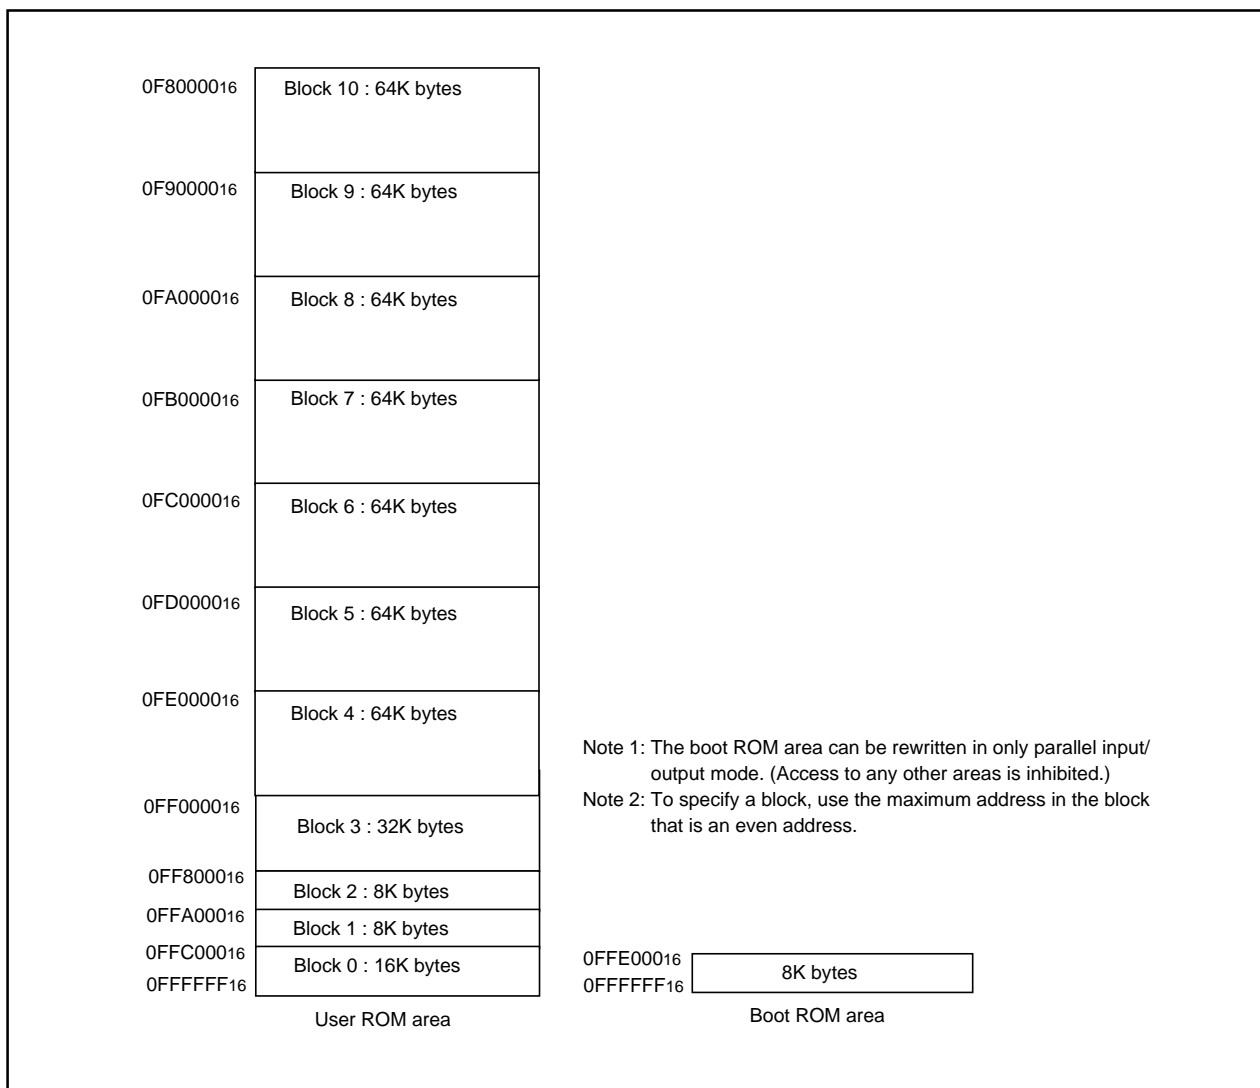 0F8000016
Block 10 : 64K bytes
0F9000016
Block 9 : 64K bytes
0FA000016
Block 8 : 64K bytes
0FB000016
Block 7 : 64K bytes
0FC000016
Block 6 : 64K bytes
0FD000016
Block 5 : 64K bytes
0FE000016
Block 4 : 64K bytes
0FF000016
Block 3 : 32K bytes
0FF800016
Block 2 : 8K bytes
0FFA00016
Block 1 : 8K bytes
0FFC00016
Block 0 : 16K bytes
0FFFFFF16
User ROM area
Note 1: The boot ROM area can be rewritten in only parallel input/
output mode. (Access to any other areas is inhibited.)
Note 2: To specify a block, use the maximum address in the block
that is an even address.
0FFE00016
8K bytes
0FFFFFF16
Boot ROM area